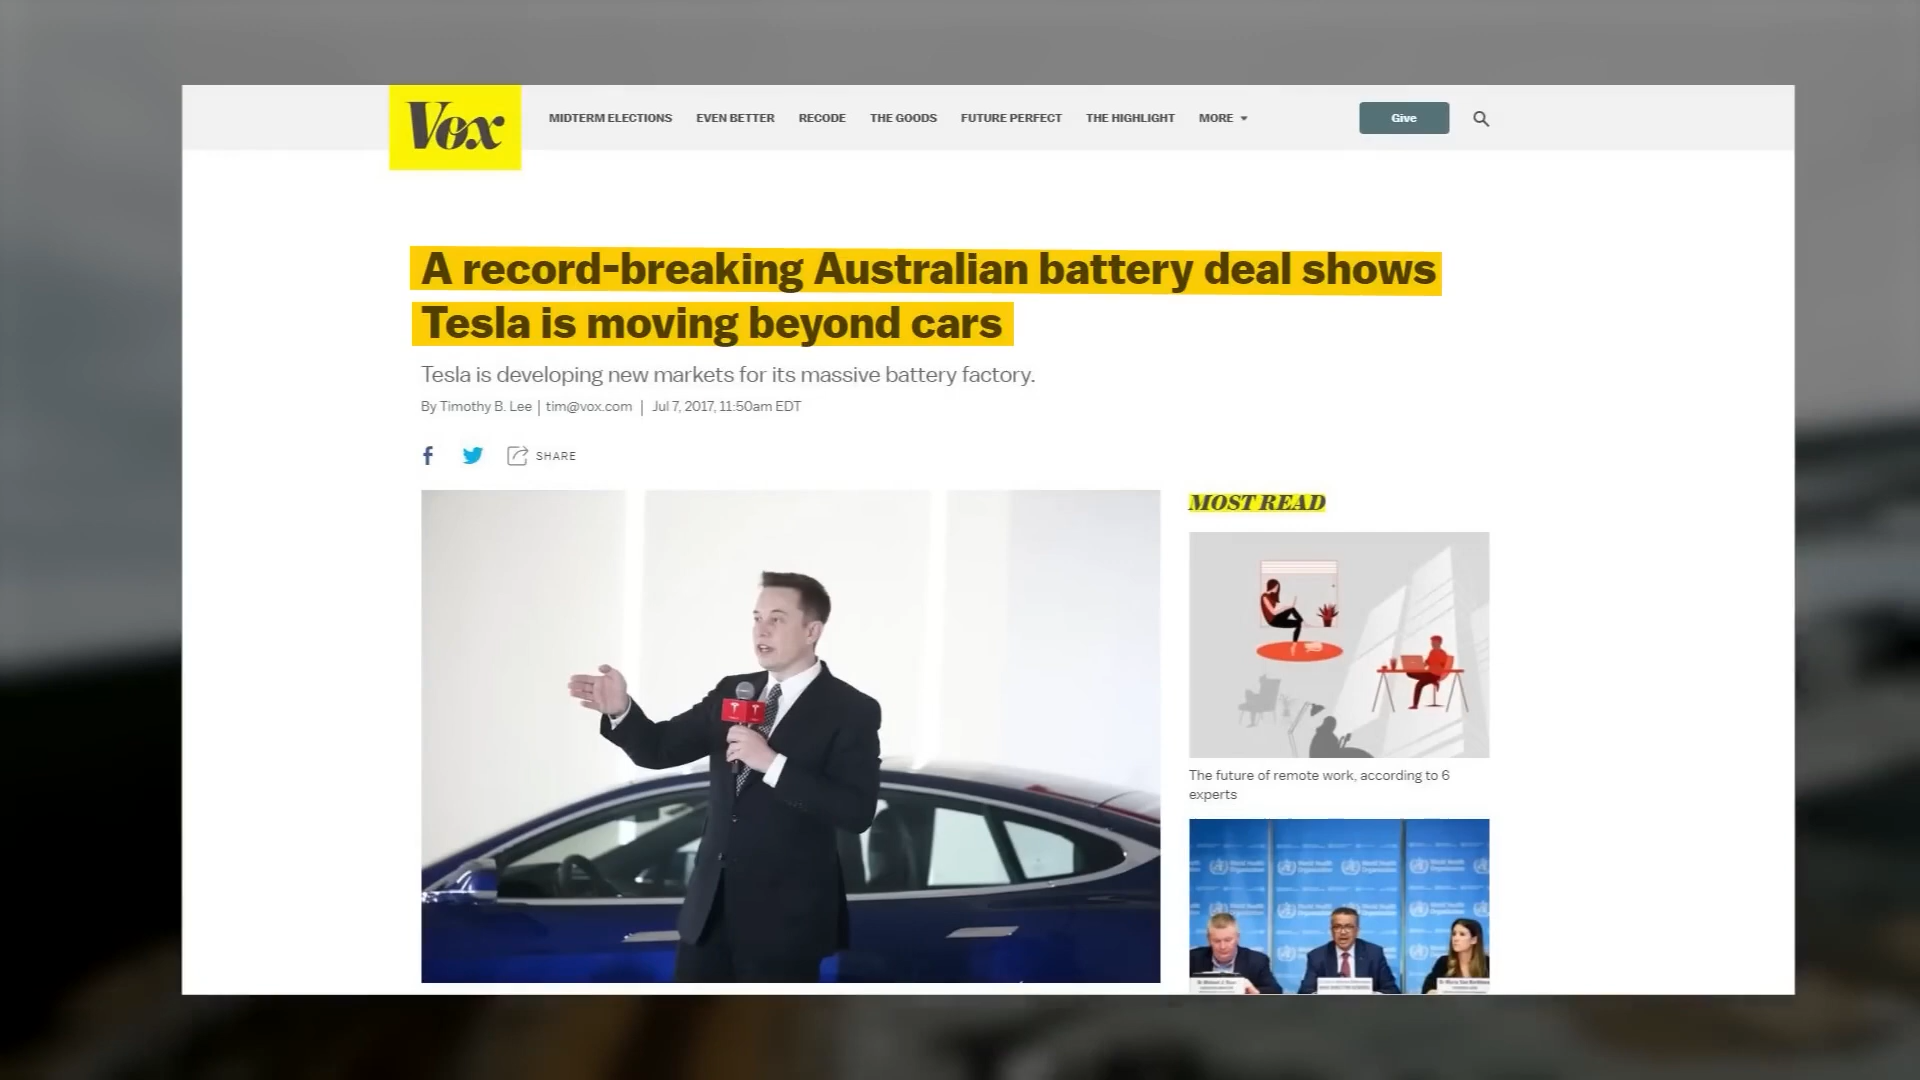 Vox
MIDTERM ELECTIONS EVEN BETTER RECODE THE GOODS FUTURE PERFECT THE HIGHLIGHT MORE
Give
A record-breaking Australian battery deal shows
Tesla is moving beyond cars
Tesla is developing new markets for its massive battery factory.
By Timothy B. Lee | tim@vox.com | Jul 7, 2017, 11:50am EDT
SHARE
MOST READ
The future of remote work, according to 6
experts
World Health
Organization